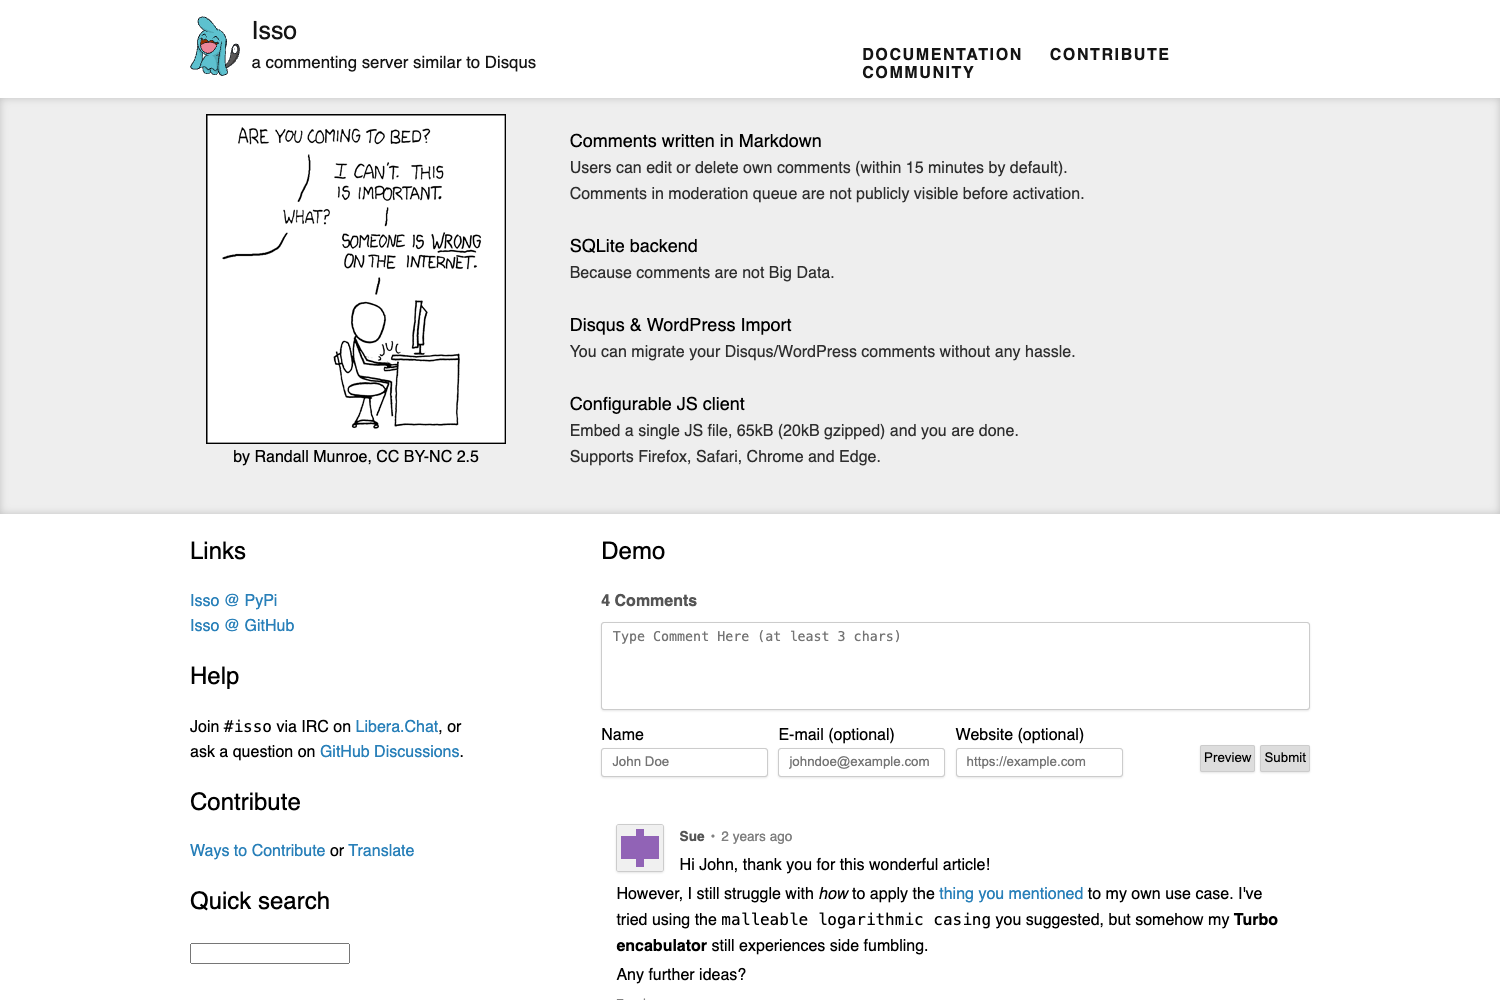 Isso
a commenting server similar to Disqus
DOCUMENTATION CONTRIBUTE
COMMUNITY
ARE YOU COMING TO BED?
I CAN'T. THIS
IS IMPORTANT.
WHAT?
SOMEONE IS WRONG
ON THE INTERNET.
by Randall Munroe, CC BY-NC 2.5
Comments written in Markdown
Users can edit or delete own comments (within 15 minutes by default).
Comments in moderation queue are not publicly visible before activation.
SQLite backend
Because comments are not Big Data.
Disqus & WordPress Import
You can migrate your Disqus/WordPress comments without any hassle.
Configurable JS client
Embed a single JS file, 65kB (20kB gzipped) and you are done.
Supports Firefox, Safari, Chrome and Edge.
Links
Isso @ PyPi
Isso @ GitHub
Help
Join #isso via IRC on Libera.Chat, or
ask a question on GitHub Discussions.
Contribute
Ways to Contribute or Translate
Quick search
Demo
4 Comments
Type Comment Here (at least 3 chars)
Name E-mail (optional) Website (optional)
John Doe johndoe@example.com https://example.com Preview Submit
Sue • 2 years ago
Hi John, thank you for this wonderful article!
However, I still struggle with how to apply the thing you mentioned to my own use case. I've
tried using the malleable logarithmic casing you suggested, but somehow my Turbo
encabulator still experiences side fumbling.
Any further ideas?